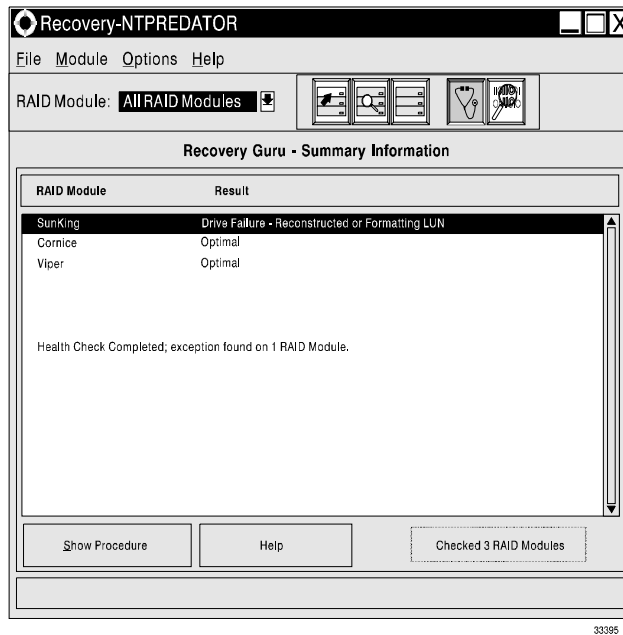 Recovery-NTPREDATOR
File Module Options Help
RAID Module: All RAID Modules
Recovery Guru - Summary Information
RAID Module Result
SunKing Drive Failure - Reconstructed or Formatting LUN
Cornice Optimal
Viper Optimal
Health Check Completed; exception found on 1 RAID Module.
Show Procedure Help Checked 3 RAID Modules
33395